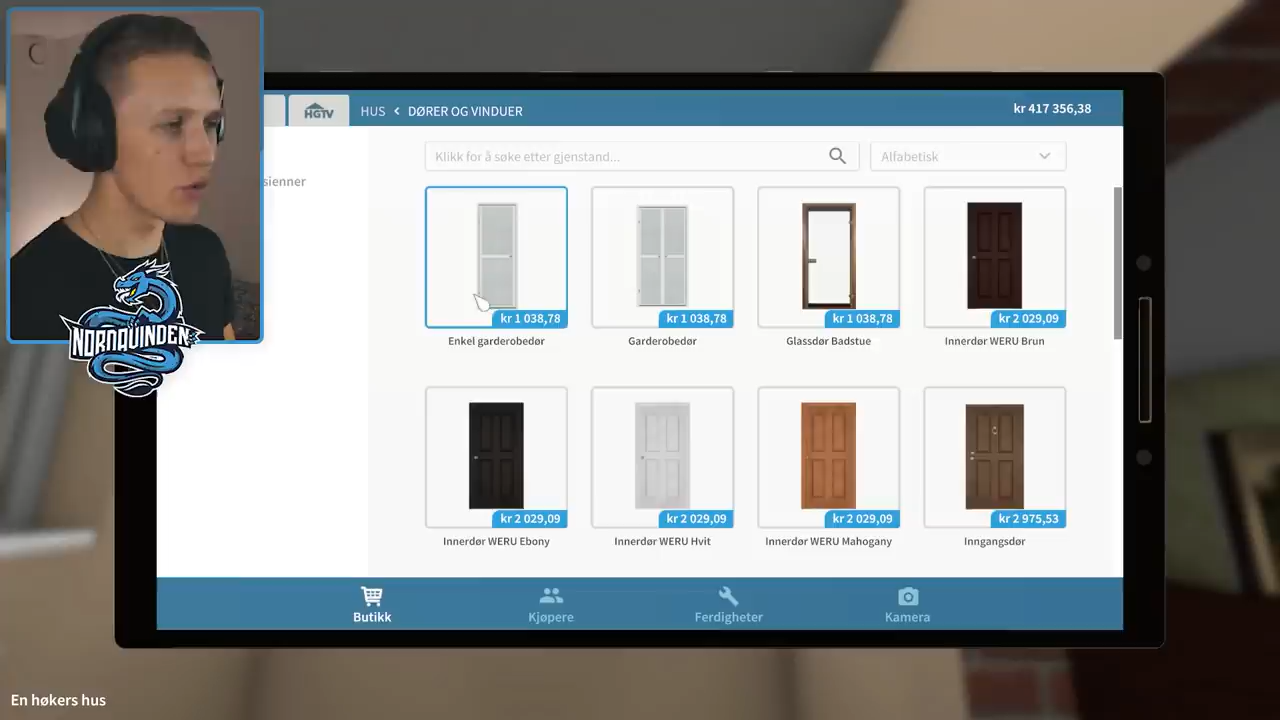 HGTV
HUS < DØRER OG VINDUER
kr 417 356,38
sienner
Klikk for å søke etter gjenstand...
Alfabetisk
kr 1 038,78
kr 1 038,78
kr 1 038,78
kr 2 029,09
Enkel garderobedør
Garderobedør
Glassdør Badstue
Innerdør WERU Brun
kr 2 029,09
kr 2 029,09
kr 2 029,09
kr 2 975,53
Innerdør WERU Ebony
Innerdør WERU Hvit
Innerdør WERU Mahogany
Inngangsdør
NORDAVINDEN
Butikk
Kjøpere
Ferdigheter
Kamera
En høkers hus